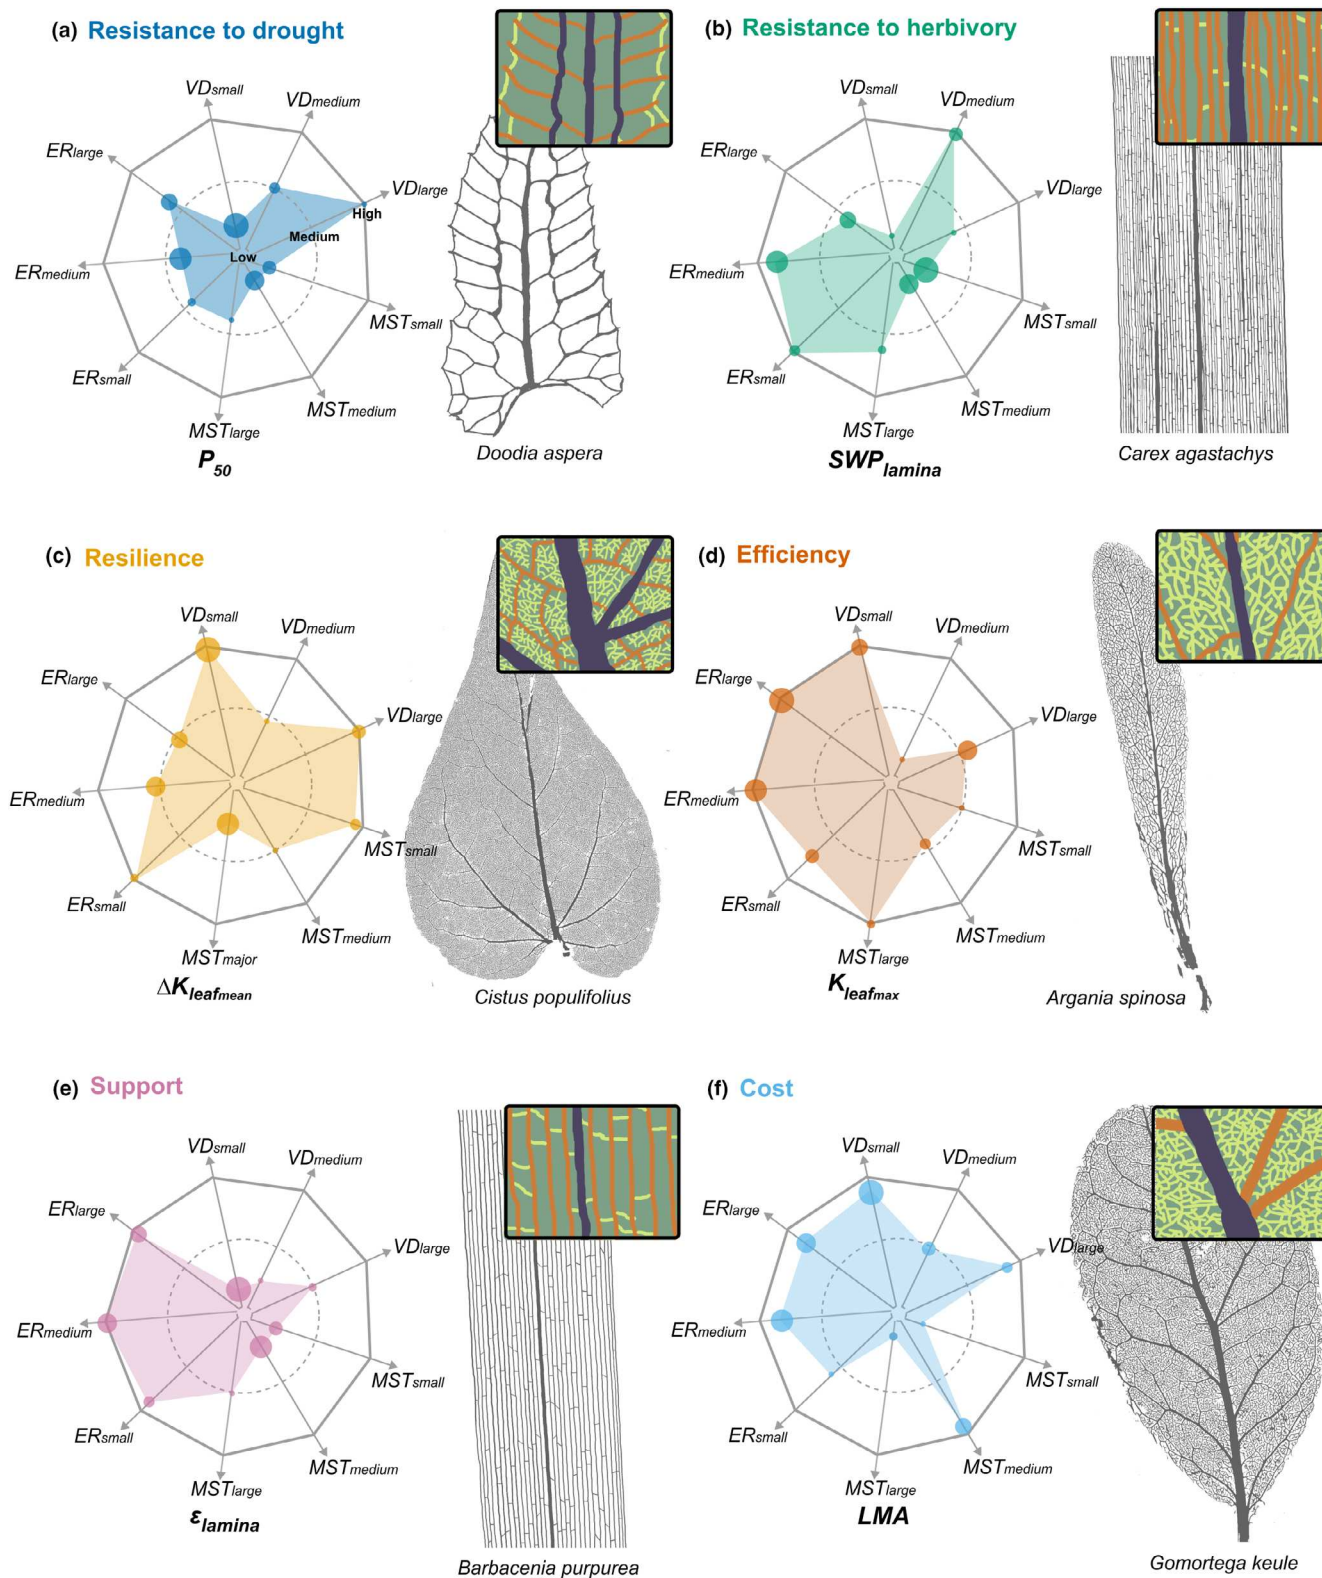 (a) Resistance to drought
VDsmall
VDmedium
ERlarge
VDlarge
High
Medium
Low
ERmedium
MSTsmall
ERsmall
MSTmedium
MSTlarge
P50
Doodia aspera
(b) Resistance to herbivory
VDsmall
VDmedium
ERlarge
VDlarge
ERmedium
MSTsmall
ERsmall
MSTmedium
MSTlarge
SWPlamina
Carex agastachys
(c) Resilience
VDsmall
VDmedium
ERlarge
VDlarge
ERmedium
MSTsmall
ERsmall
MSTmedium
MSTmajor
ΔKleafmean
Cistus populifolius
(d) Efficiency
VDsmall
VDmedium
ERlarge
VDlarge
ERmedium
MSTsmall
ERsmall
MSTmedium
MSTlarge
Kleafmax
Argania spinosa
(e) Support
VDsmall
VDmedium
ERlarge
VDlarge
ERmedium
MSTsmall
ERsmall
MSTmedium
MSTlarge
εlamina
Barbacenia purpurea
(f) Cost
VDsmall
VDmedium
ERlarge
VDlarge
ERmedium
MSTsmall
ERsmall
MSTmedium
MSTlarge
LMA
Gomortega keule